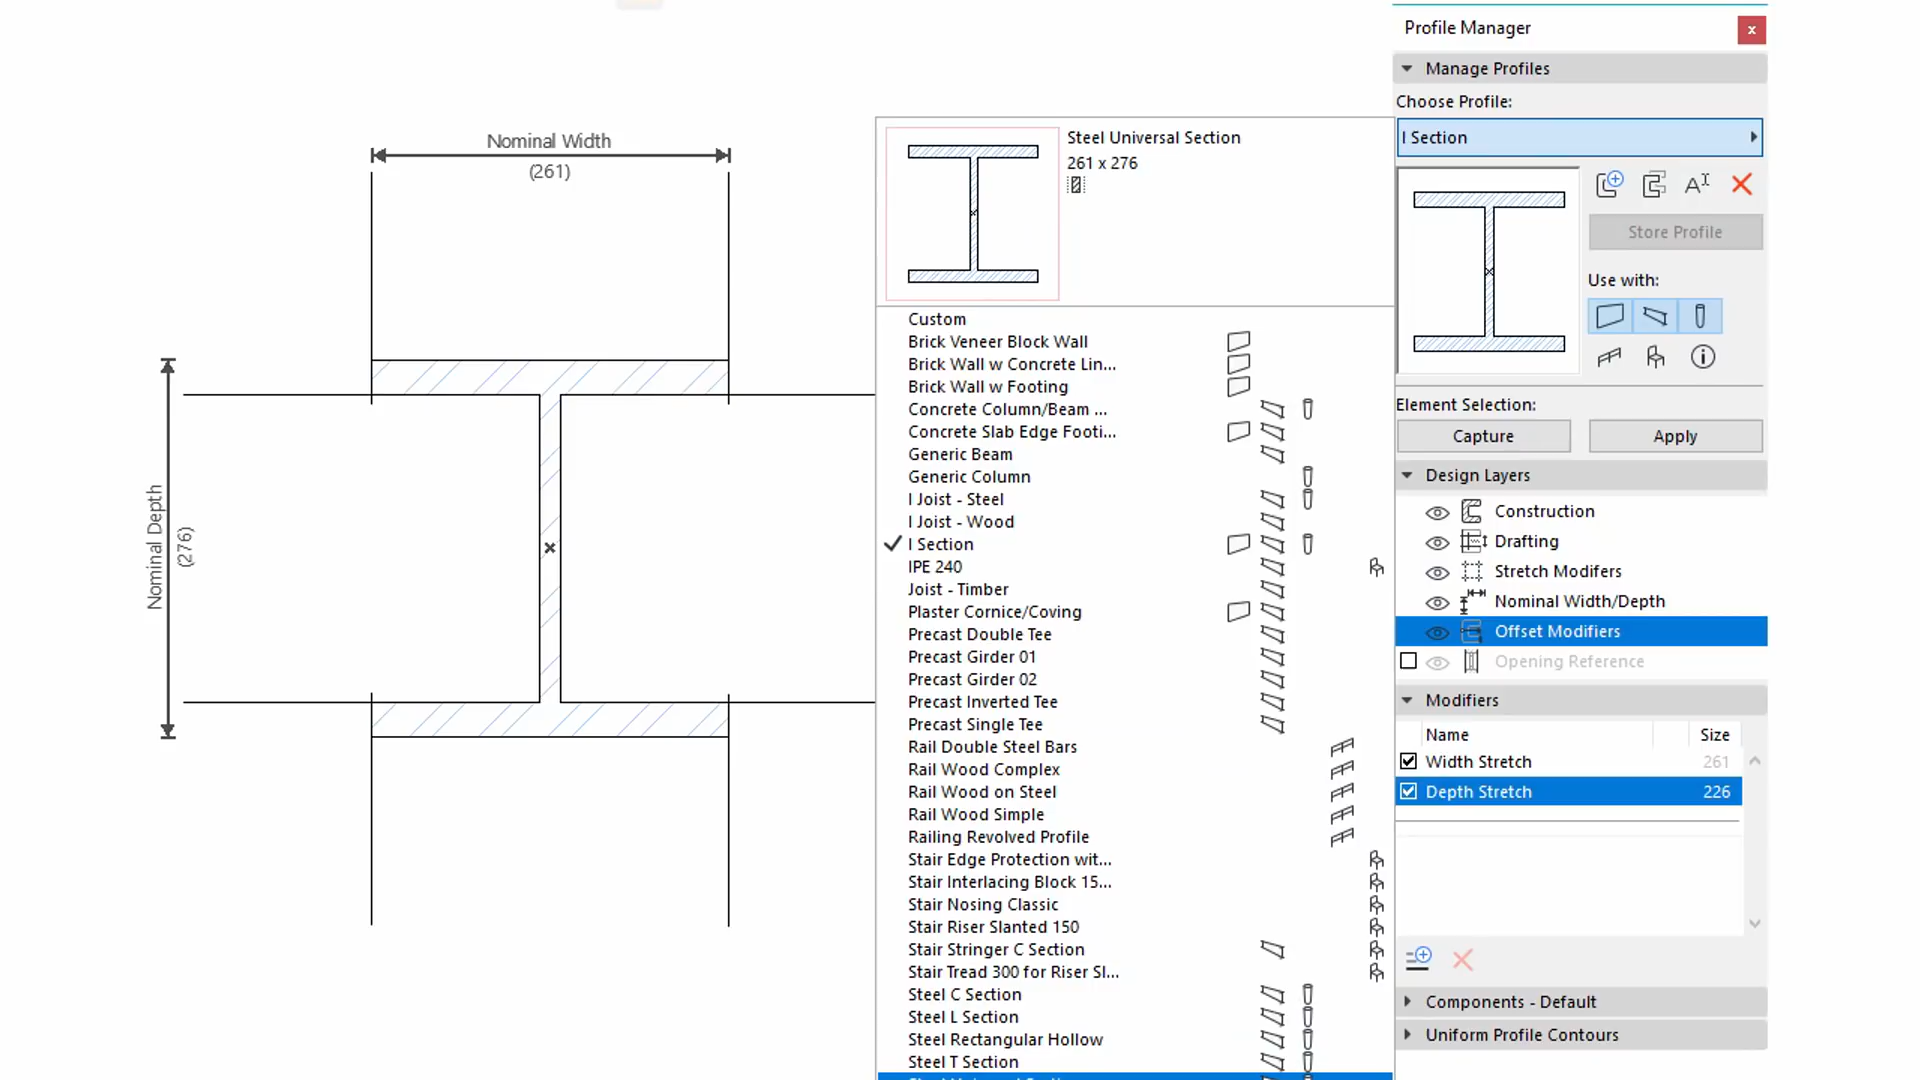 Profile Manager
x
Manage Profiles
Choose Profile:
I Section
Store Profile
Use with:
Element Selection:
Capture
Apply
Design Layers
Construction
Drafting
Stretch Modifers
Nominal Width/Depth
Offset Modifiers
Opening Reference
Modifiers
Name Size
Width Stretch 261
Depth Stretch 226
Components - Default
Uniform Profile Contours
Steel Universal Section
261 x 276
Custom
Brick Veneer Block Wall
Brick Wall w Concrete Lin...
Brick Wall w Footing
Concrete Column/Beam ...
Concrete Slab Edge Footi...
Generic Beam
Generic Column
I Joist - Steel
I Joist - Wood
I Section
IPE 240
Joist - Timber
Plaster Cornice/Coving
Precast Double Tee
Precast Girder 01
Precast Girder 02
Precast Inverted Tee
Precast Single Tee
Rail Double Steel Bars
Rail Wood Complex
Rail Wood on Steel
Rail Wood Simple
Railing Revolved Profile
Stair Edge Protection wit...
Stair Interlacing Block 15...
Stair Nosing Classic
Stair Riser Slanted 150
Stair Stringer C Section
Stair Tread 300 for Riser Sl...
Steel C Section
Steel L Section
Steel Rectangular Hollow
Steel T Section
Nominal Width
(261)
Nominal Depth
(276)